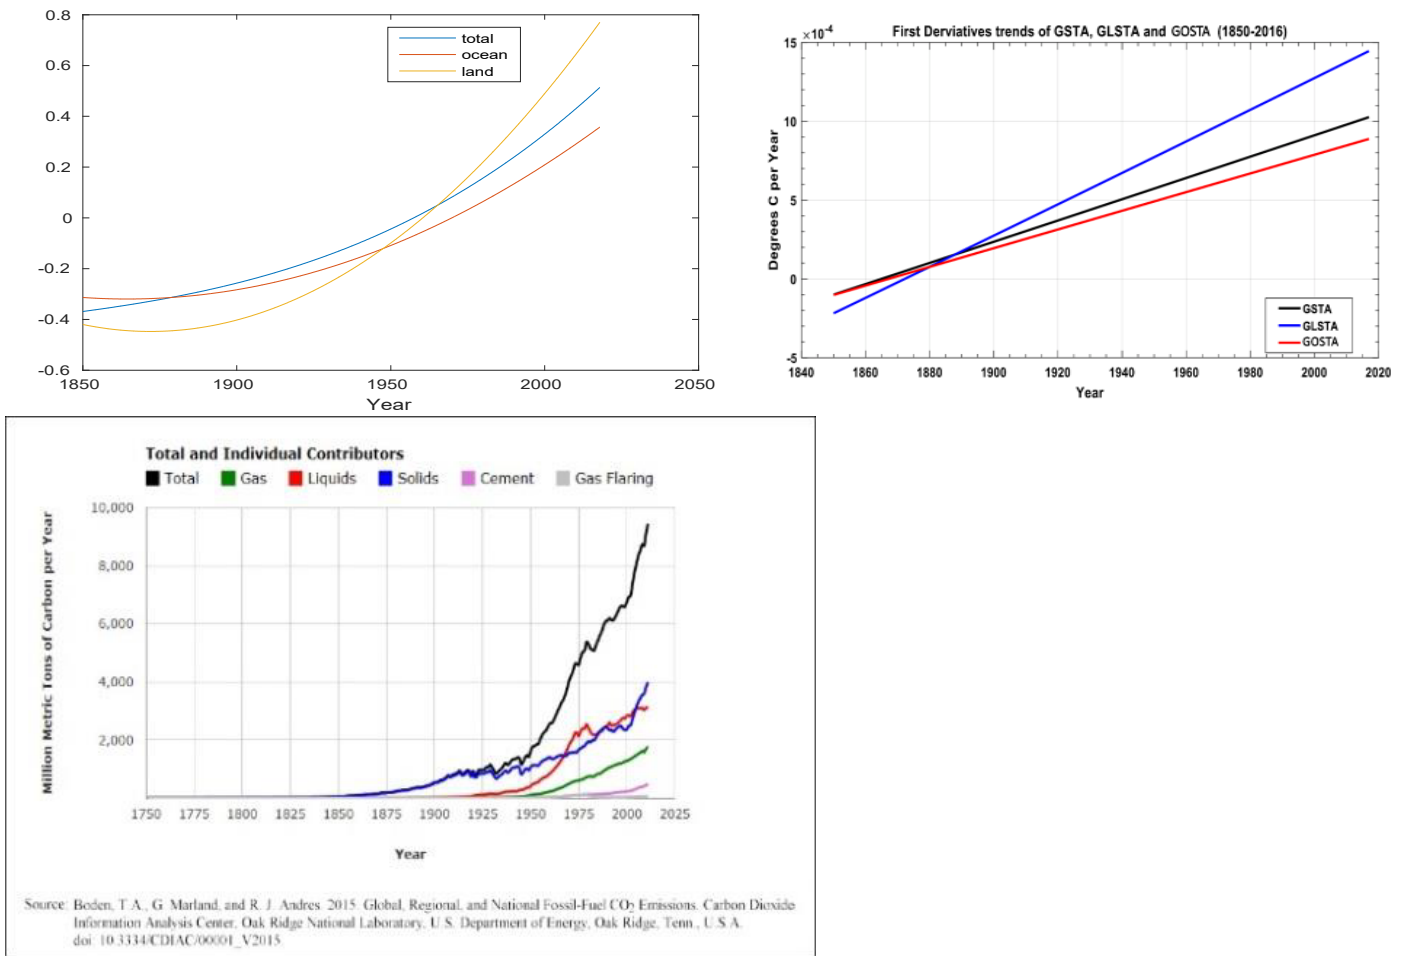 0.8
0.6
0.4
0.2
0
-0.2
-0.4
-0.6
1850 1900 1950 2000 2050
Year
total
ocean
land
First Derviatives trends of GSTA, GLSTA and GOSTA (1850-2016)
×10-4
15
10
5
0
-5
Degrees C per Year
1840 1860 1880 1900 1920 1940 1960 1980 2000 2020
Year
GSTA
GLSTA
GOSTA
Total and Individual Contributors
Total Gas Liquids Solids Cement Gas Flaring
10,000
8,000
6,000
4,000
2,000
Million Metric Tons of Carbon per Year
1750 1775 1800 1825 1850 1875 1900 1925 1950 1975 2000 2025
Year
Source: Boden, T.A., G. Marland, and R. J. Andres. 2015. Global, Regional, and National Fossil-Fuel CO2 Emissions. Carbon Dioxide
Information Analysis Center, Oak Ridge National Laboratory, U.S. Department of Energy, Oak Ridge, Tenn., U.S.A.
doi 10.3334/CDIAC/00001_V2015